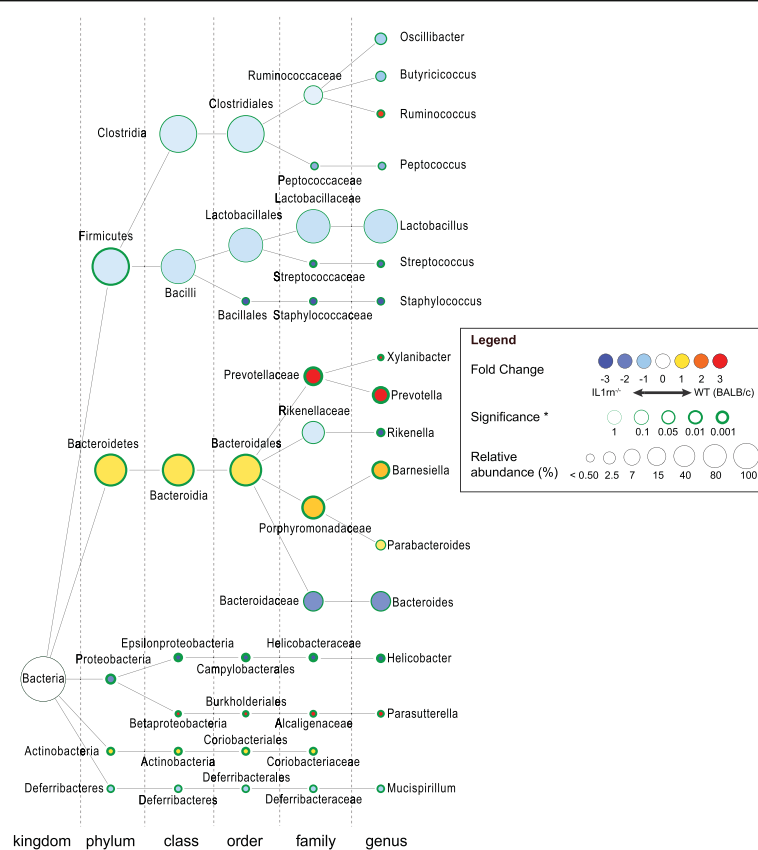 Oscillibacter
Ruminococcaceae
Butyricicoccus
Clostridiales
Ruminococcus
Clostridia
Peptococcus
Peptococcaceae
Lactobacillaceae
Lactobacillales
Lactobacillus
Firmicutes
Streptococcus
Streptococcaceae
Bacilli
Staphylococcus
Bacillales
Staphylococcaceae
Legend
Fold Change
-3 -2 -1 0 1 2 3
IL1rn-/- WT (BALB/c)
Significance *
1 0.1 0.05 0.01 0.001
Relative
abundance (%)
< 0.50 2.5 7 15 40 80 100
Xylanibacter
Prevotellaceae
Prevotella
Rikenellaceae
Rikenella
Bacteroidetes
Bacteroidales
Barnesiella
Bacteroidia
Porphyromonadaceae
Parabacteroides
Bacteroidaceae
Bacteroides
Epsilonproteobacteria
Helicobacteraceae
Proteobacteria
Helicobacter
Campylobacterales
Bacteria
Burkholderiales
Parasutterella
Betaproteobacteria
Alcaligenaceae
Coriobacteriales
Actinobacteria
Actinobacteria
Coriobacteriaceae
Deferribacterales
Deferribacteres
Mucispirillum
Deferribacteres
Deferribacteraceae
kingdom phylum class order family genus